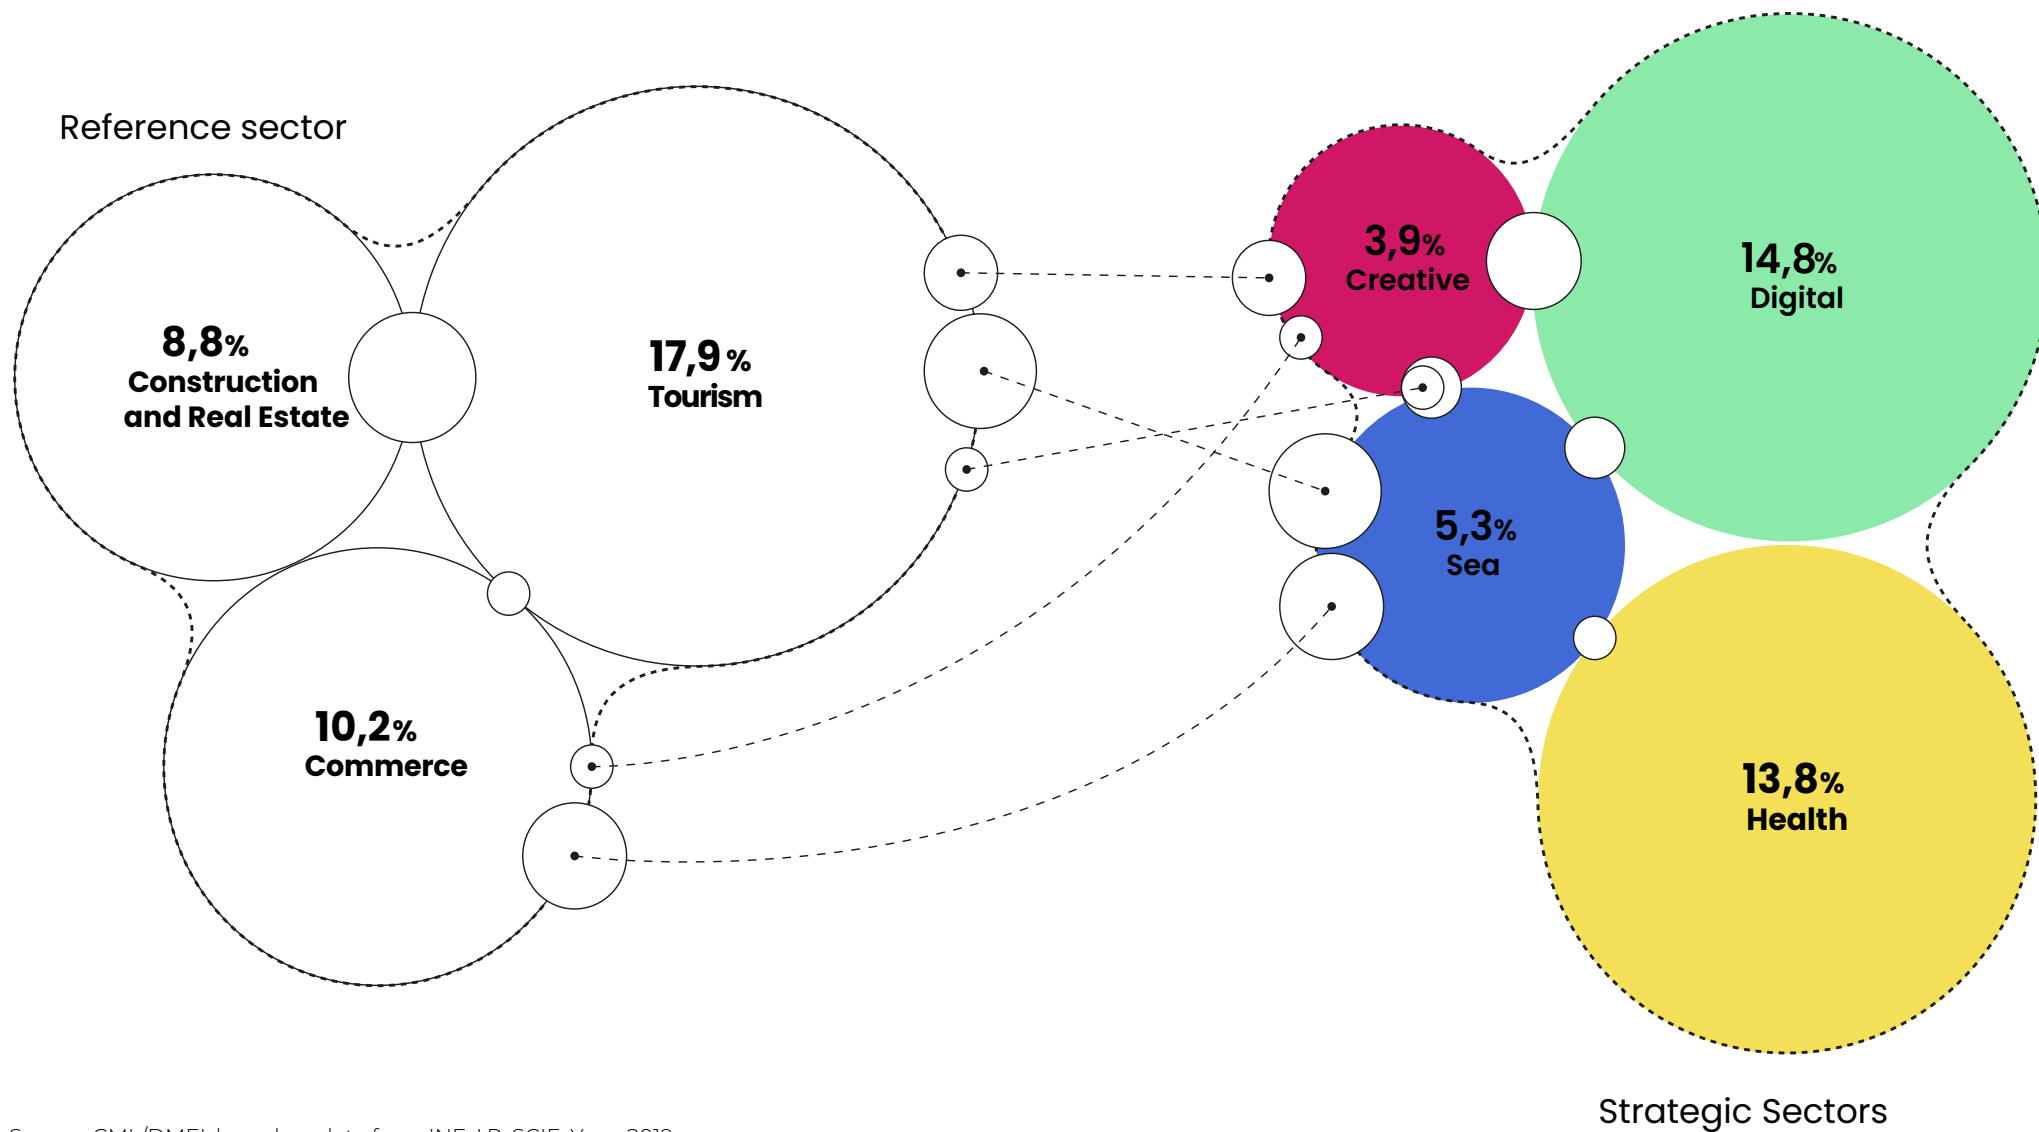 Reference sector
8,8%
Construction
and Real Estate
17,9 %
Tourism
10,2%
Commerce
3,9%
Creative
14,8%
Digital
5,3%
Sea
13,8%
Health
Strategic Sectors